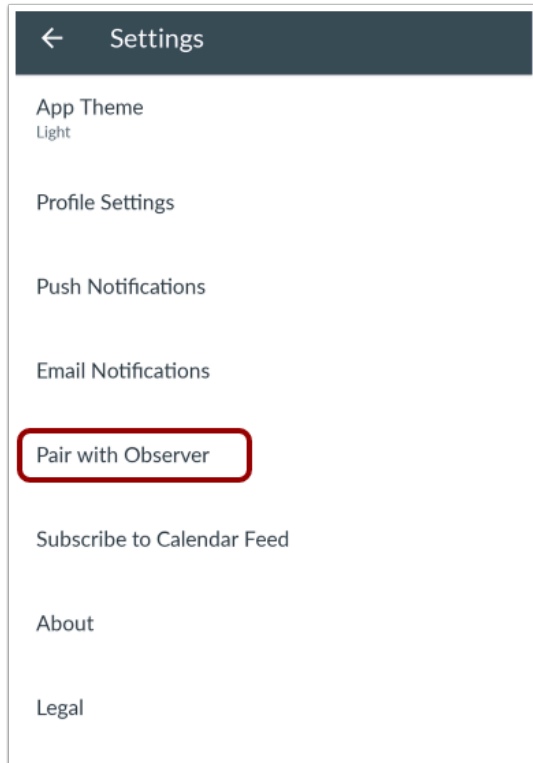 Settings
App Theme
Light
Profile Settings
Push Notifications
Email Notifications
Pair with Observer
Subscribe to Calendar Feed
About
Legal